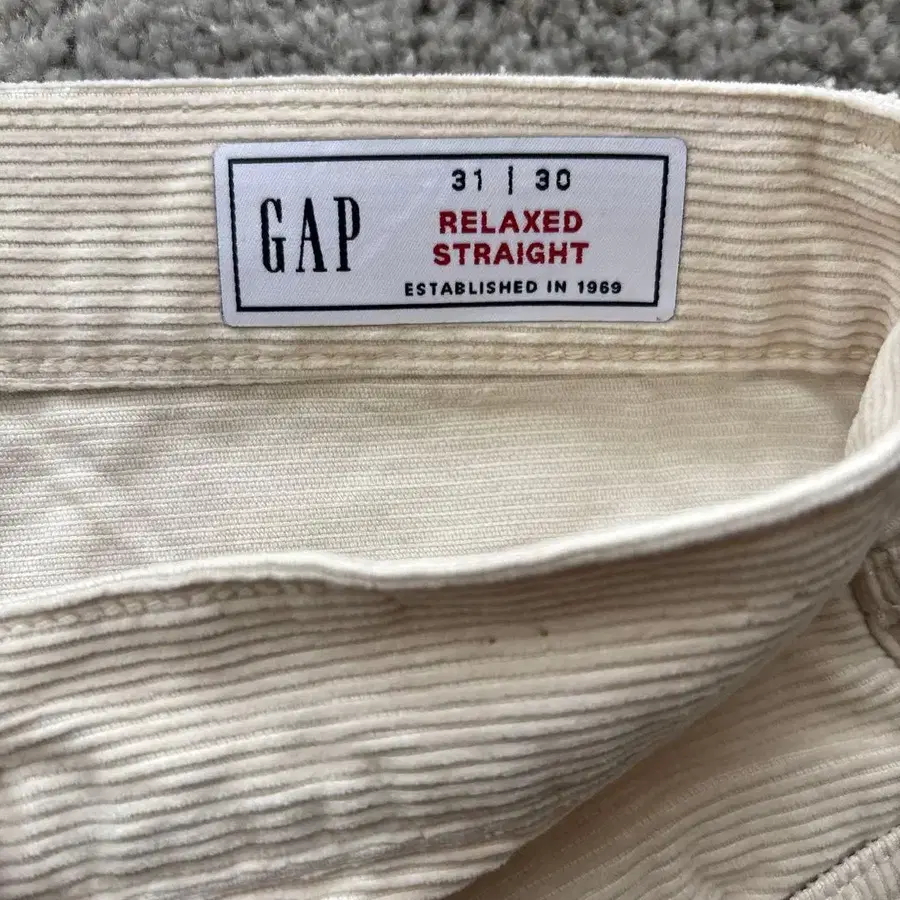 GAP
31 | 30
RELAXED
STRAIGHT
ESTABLISHED IN 1969